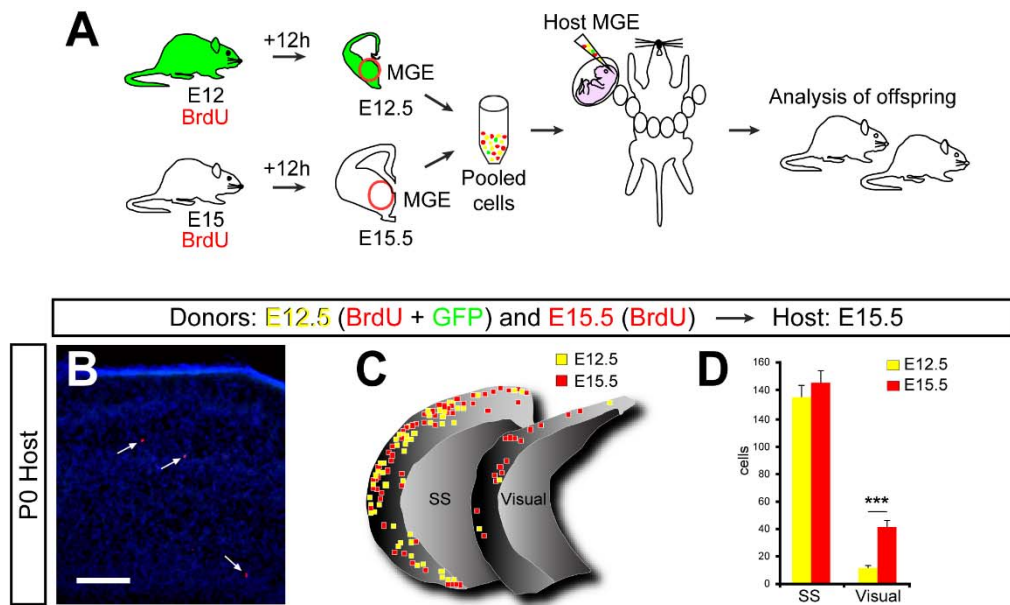 A
+12h
E12
BrdU
MGE
E12.5
+12h
E15
BrdU
MGE
E15.5
Pooled
cells
Host MGE
Analysis of offspring
Donors: E12.5 (BrdU + GFP) and E15.5 (BrdU) → Host: E15.5
P0 Host
B
C
E12.5
E15.5
SS
Visual
D
E12.5
E15.5
cells
160
140
120
100
80
60
40
20
0
***
SS
Visual